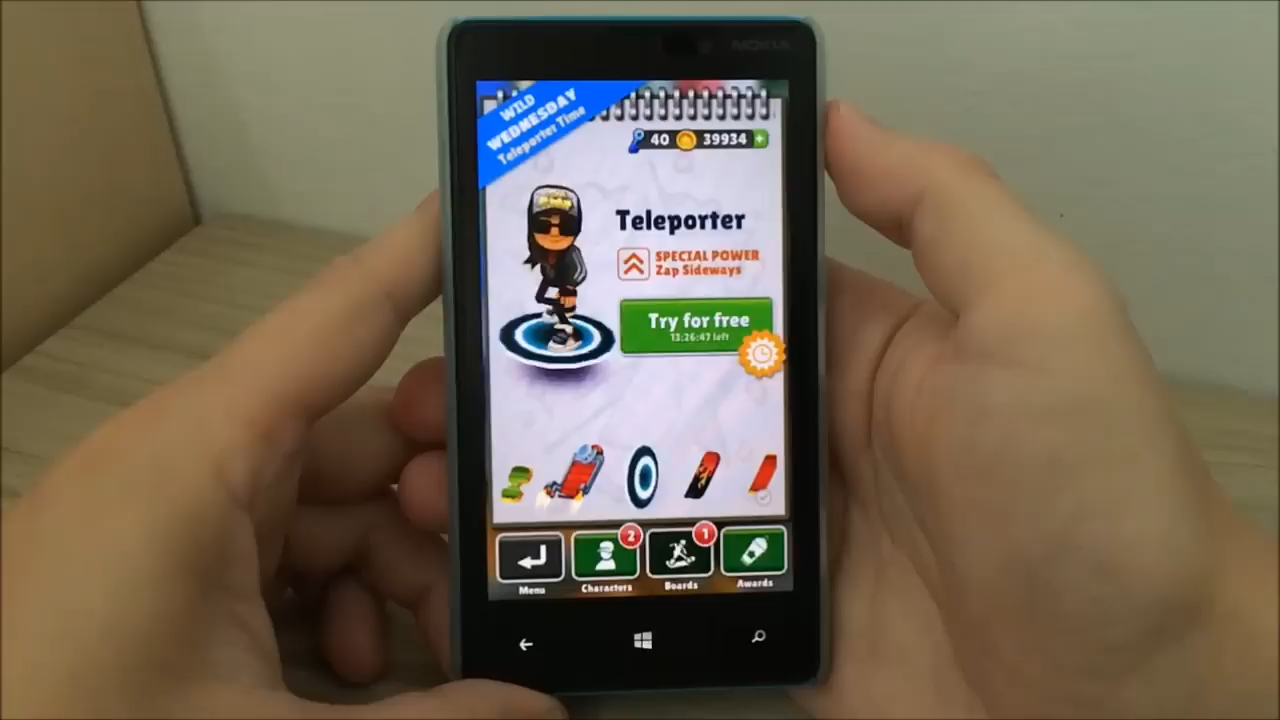 NOKIA
WILD
WEDNESDAY
Teleporter Time
40 39934
Teleporter
SPECIAL POWER
Zap Sideways
Try for free
13:26:47 left
2
1
Menu
Characters
Boards
Awards